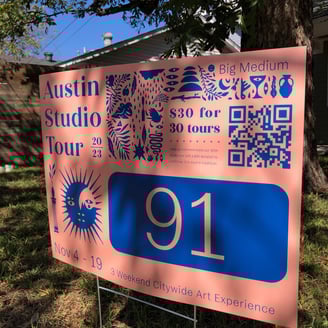 Big Medium
Austin
Studio
Tour
20
23
$30 for
30 tours
91
Nov 4 - 19
3 Weekend Citywide Art Experience